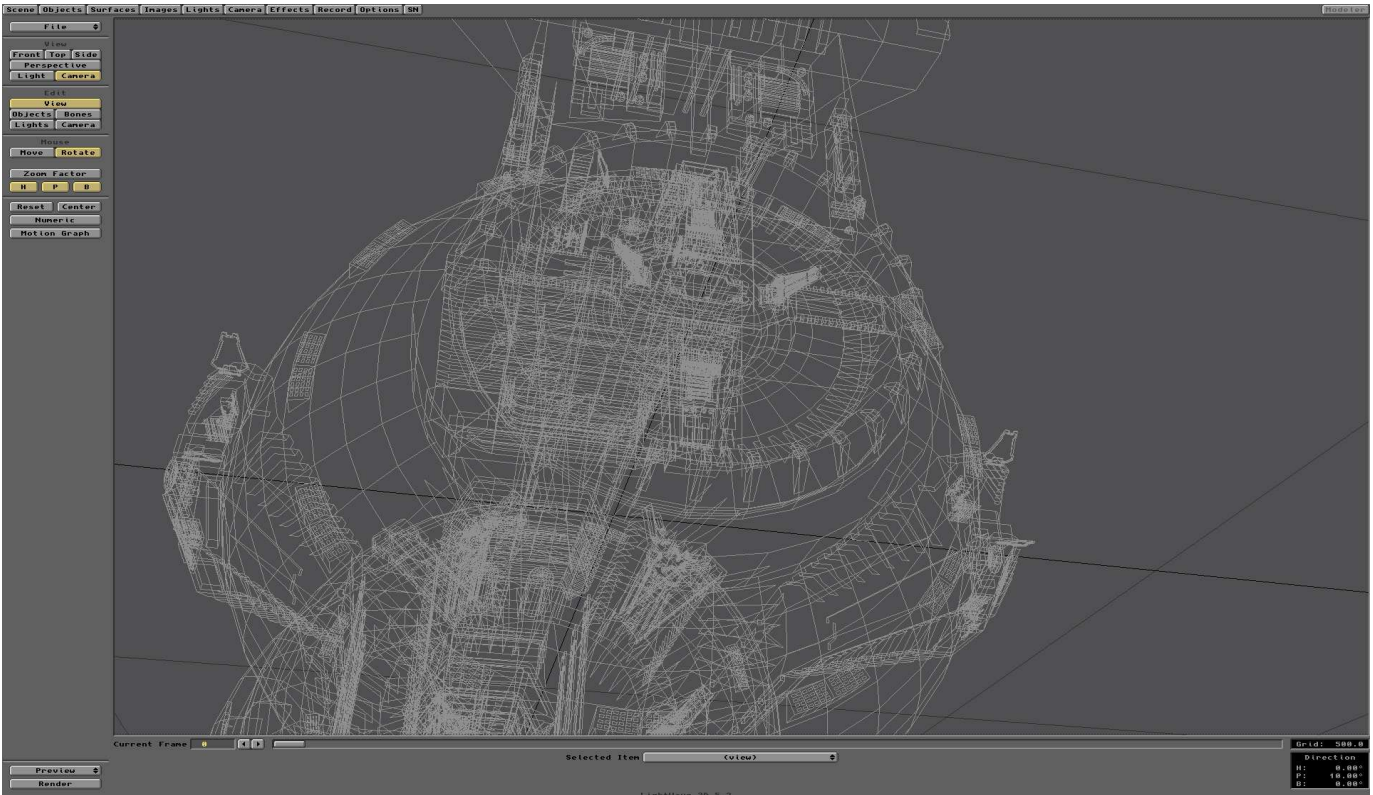 Scene Objects Surfaces Images Lights Camera Effects Record Options SN Modeler
File
View
Front Top Side
Perspective
Light Camera
Edit
View
Objects Bones
Lights Camera
Mouse
Move Rotate
Zoom Factor
H P B
Reset Center
Numeric
Motion Graph
Current Frame 0
Grid: 500.0
Selected Item (view)
Direction
H: 0.00°
P: 10.00°
B: 0.00°
Preview
Render